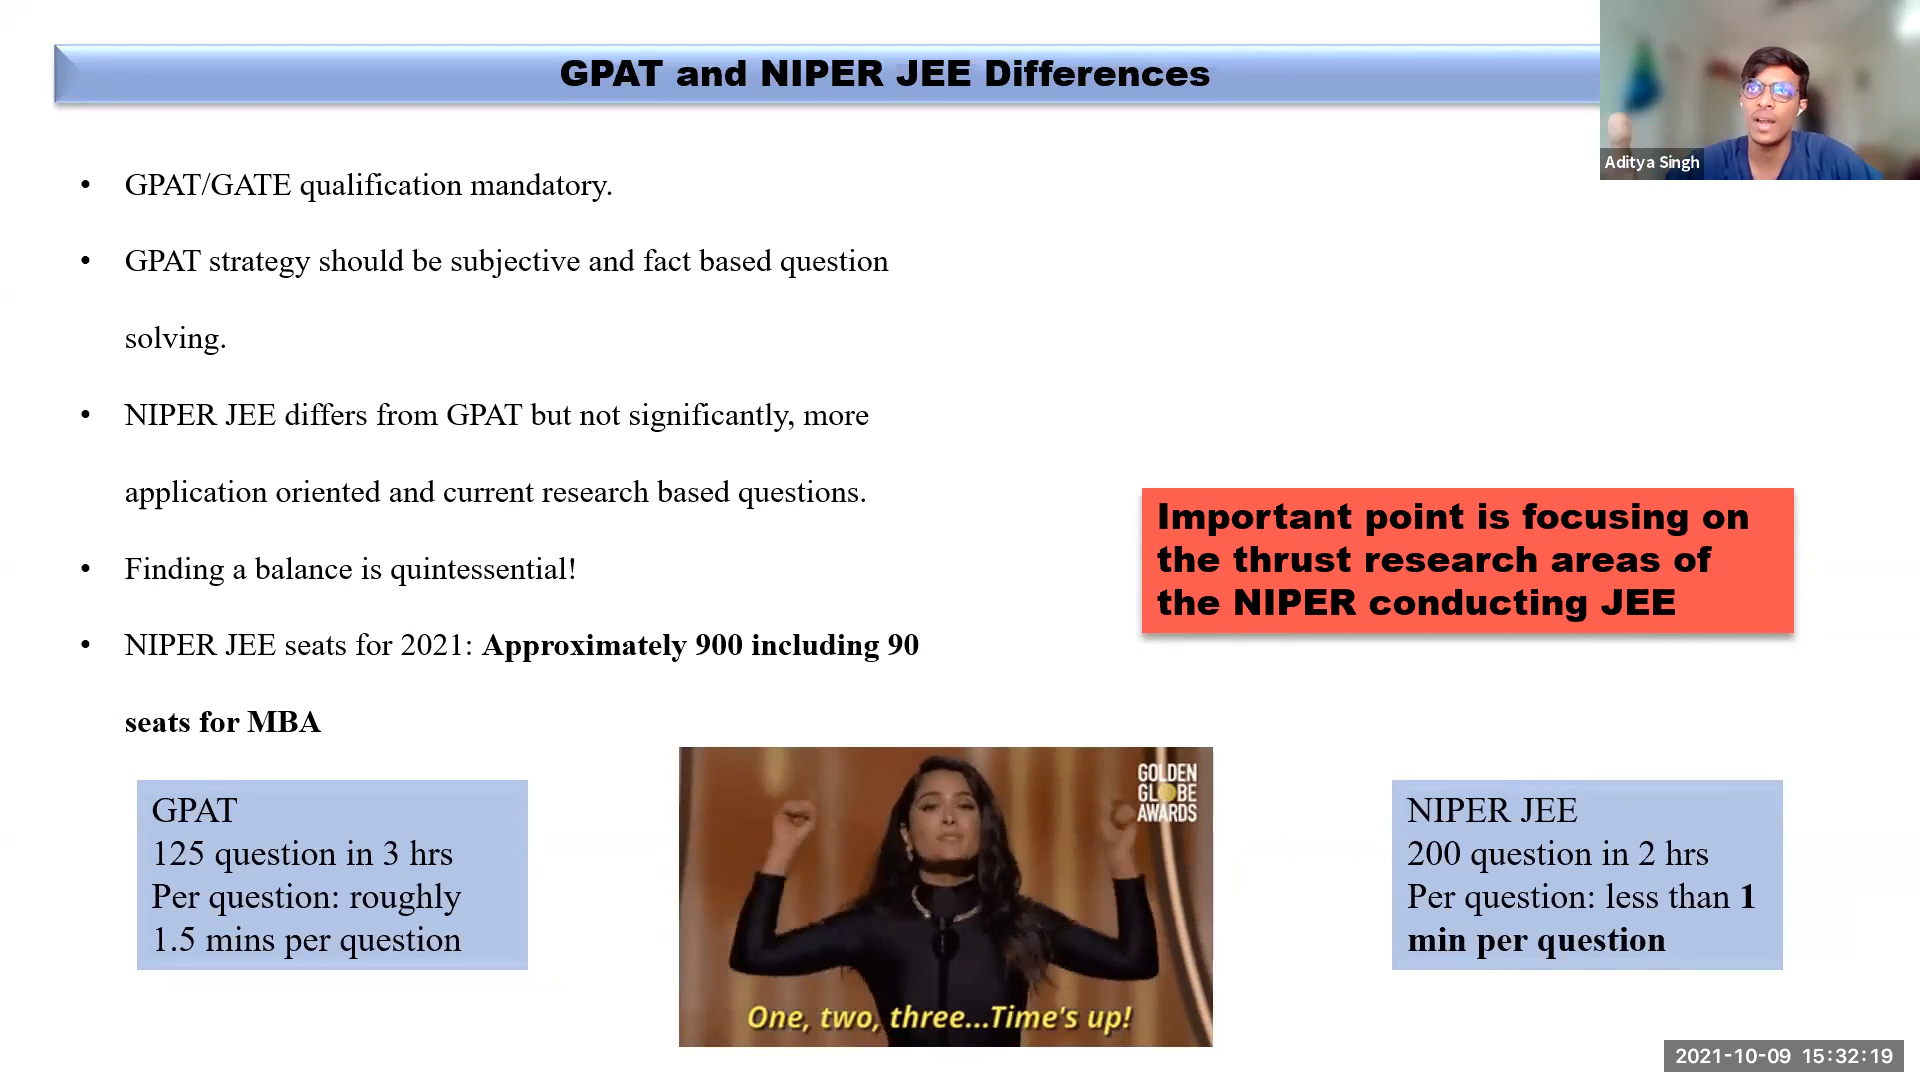 GPAT and NIPER JEE Differences
Aditya Singh
• GPAT/GATE qualification mandatory.
• GPAT strategy should be subjective and fact based question
solving.
• NIPER JEE differs from GPAT but not significantly, more
application oriented and current research based questions.
• Finding a balance is quintessential!
• NIPER JEE seats for 2021: Approximately 900 including 90
seats for MBA
Important point is focusing on
the thrust research areas of
the NIPER conducting JEE
GPAT
125 question in 3 hrs
Per question: roughly
1.5 mins per question
GOLDEN
GLOBE
AWARDS
One, two, three...Time's up!
NIPER JEE
200 question in 2 hrs
Per question: less than 1
min per question
2021-10-09 15:32:19